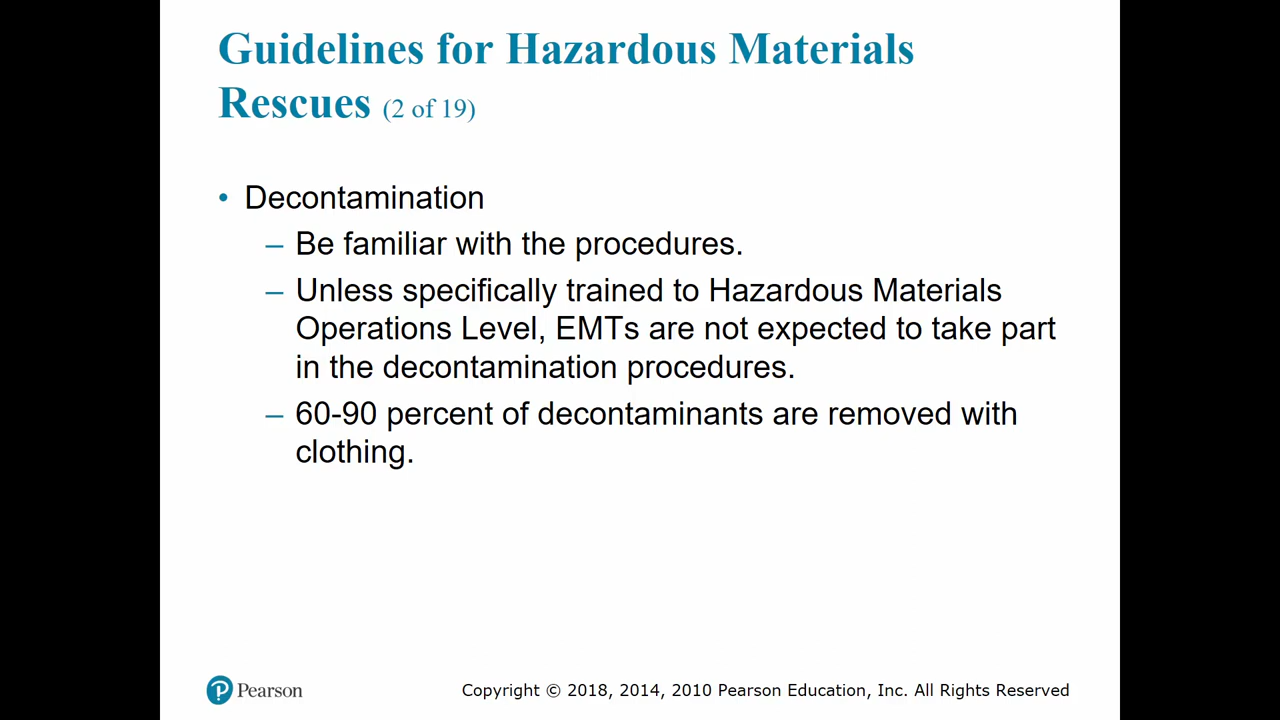 Guidelines for Hazardous Materials
Rescues (2 of 19)
• Decontamination
– Be familiar with the procedures.
– Unless specifically trained to Hazardous Materials
Operations Level, EMTs are not expected to take part
in the decontamination procedures.
– 60-90 percent of decontaminants are removed with
clothing.
P Pearson
Copyright © 2018, 2014, 2010 Pearson Education, Inc. All Rights Reserved